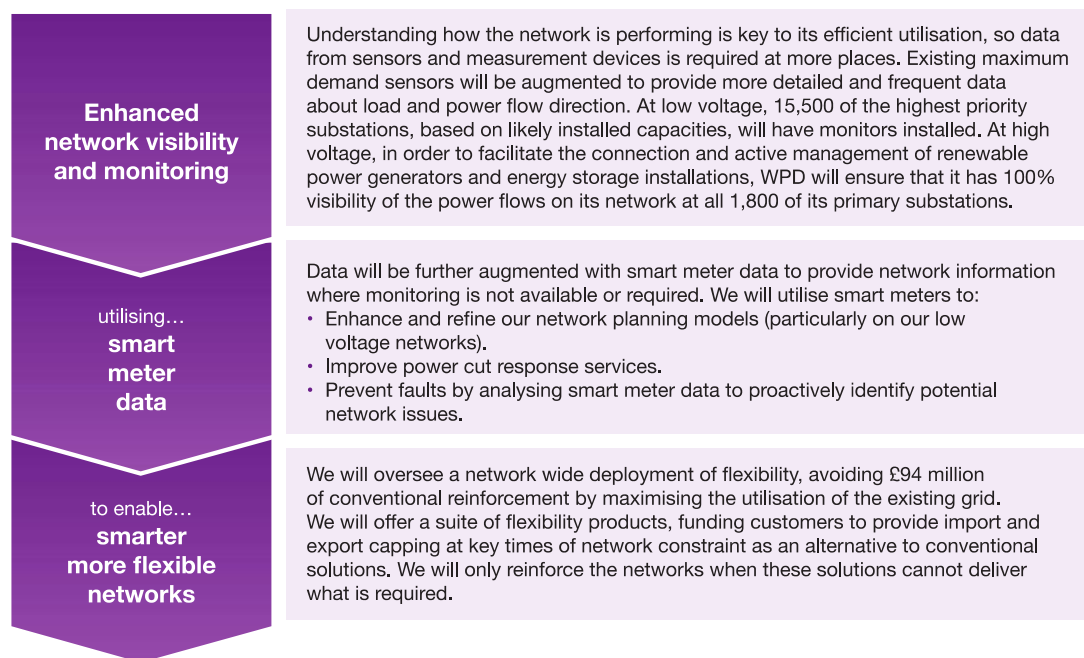 Enhanced
network visibility
and monitoring
Understanding how the network is performing is key to its efficient utilisation, so data
from sensors and measurement devices is required at more places. Existing maximum
demand sensors will be augmented to provide more detailed and frequent data
about load and power flow direction. At low voltage, 15,500 of the highest priority
substations, based on likely installed capacities, will have monitors installed. At high
voltage, in order to facilitate the connection and active management of renewable
power generators and energy storage installations, WPD will ensure that it has 100%
visibility of the power flows on its network at all 1,800 of its primary substations.
utilising…
smart
meter
data
Data will be further augmented with smart meter data to provide network information
where monitoring is not available or required. We will utilise smart meters to:
• Enhance and refine our network planning models (particularly on our low
voltage networks).
• Improve power cut response services.
• Prevent faults by analysing smart meter data to proactively identify potential
network issues.
to enable…
smarter
more flexible
networks
We will oversee a network wide deployment of flexibility, avoiding £94 million
of conventional reinforcement by maximising the utilisation of the existing grid.
We will offer a suite of flexibility products, funding customers to provide import and
export capping at key times of network constraint as an alternative to conventional
solutions. We will only reinforce the networks when these solutions cannot deliver
what is required.